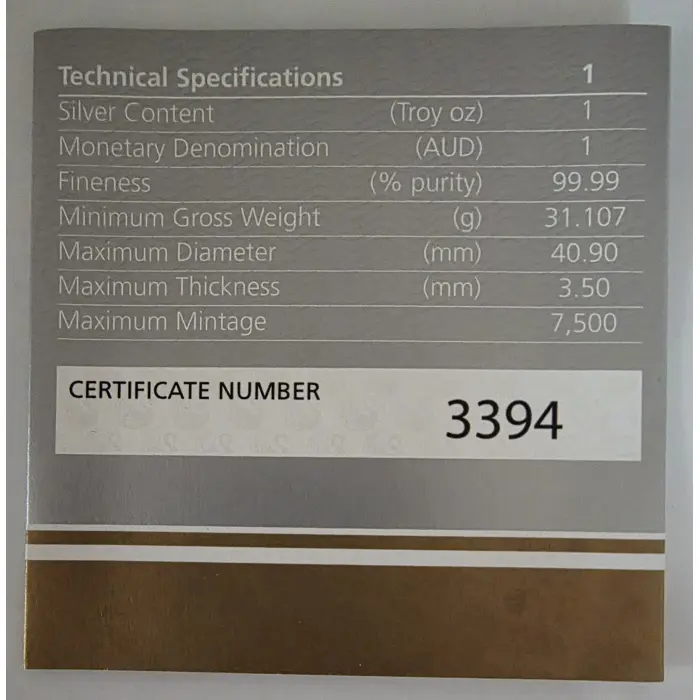 Technical Specifications 1
Silver Content (Troy oz) 1
Monetary Denomination (AUD) 1
Fineness (% purity) 99.99
Minimum Gross Weight (g) 31.107
Maximum Diameter (mm) 40.90
Maximum Thickness (mm) 3.50
Maximum Mintage 7,500
CERTIFICATE NUMBER
3394